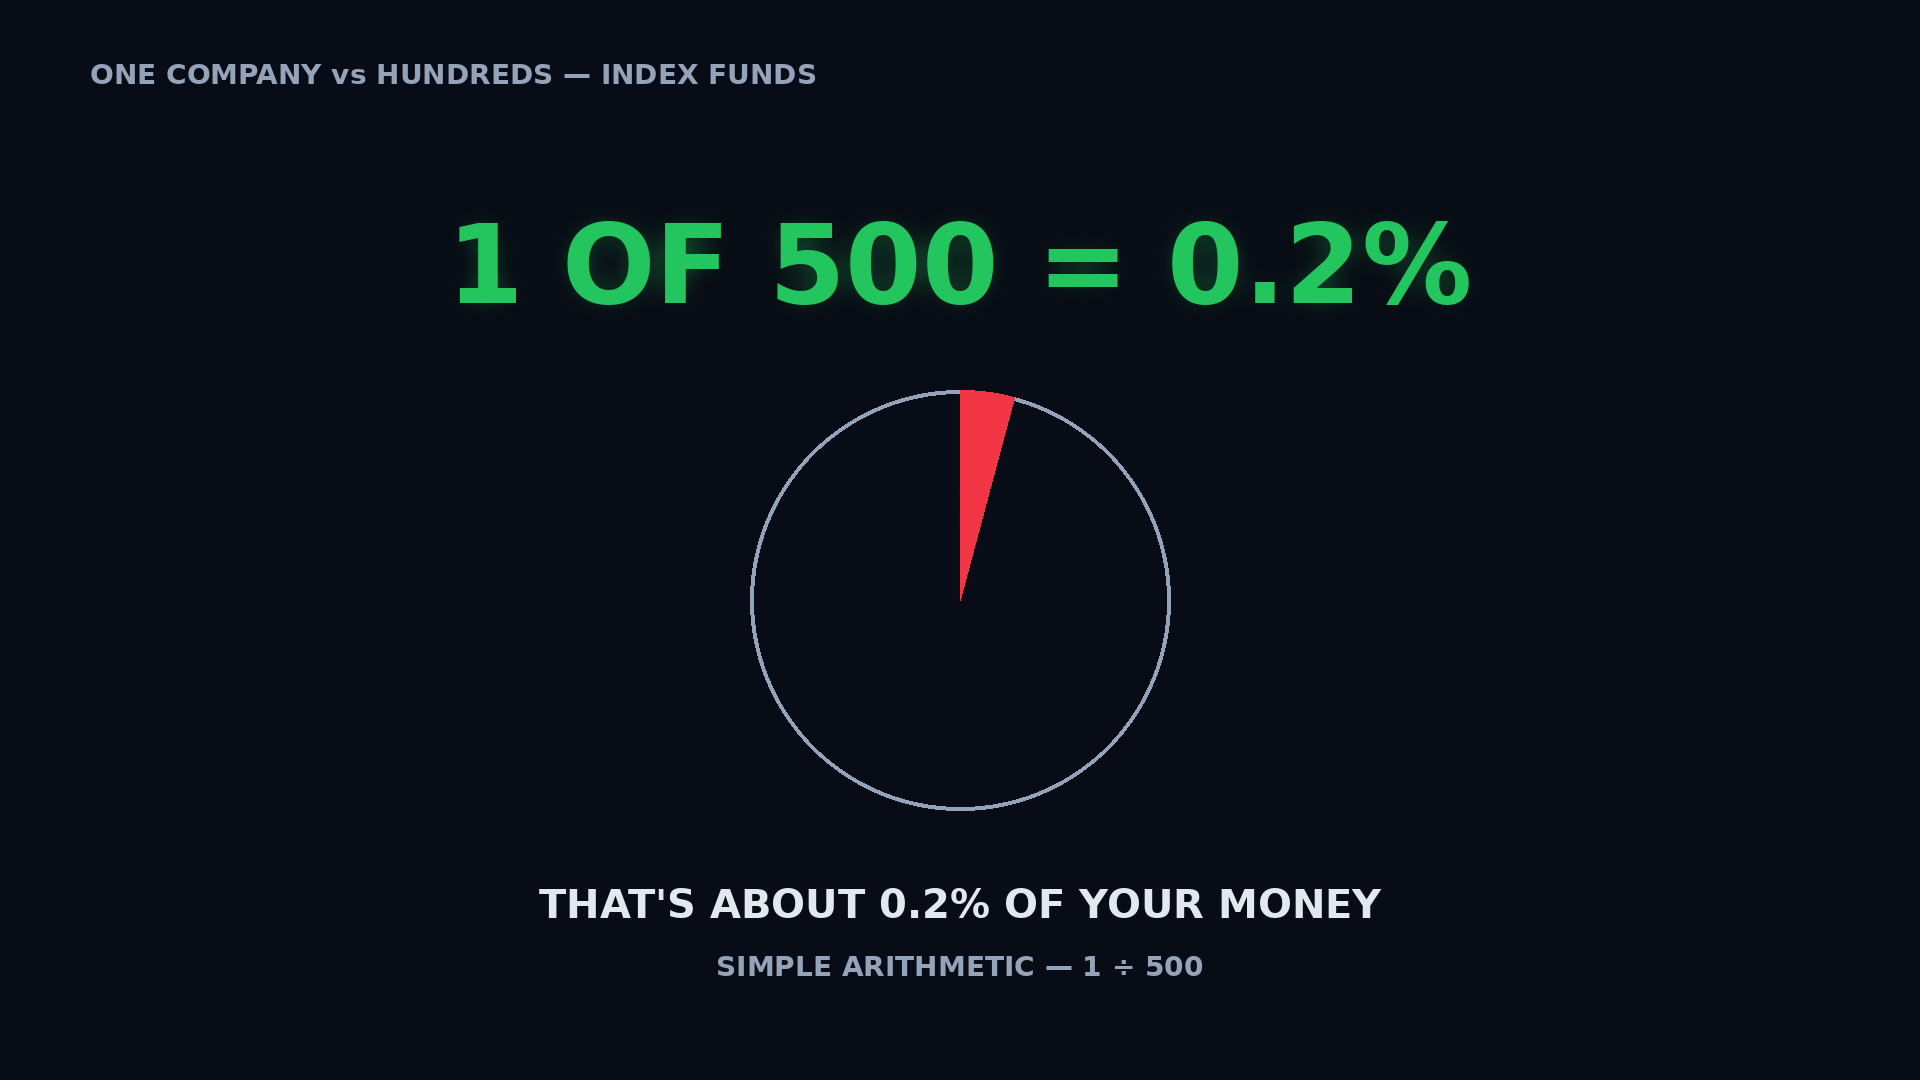 ONE COMPANY vs HUNDREDS — INDEX FUNDS
1 OF 500 = 0.2%
THAT'S ABOUT 0.2% OF YOUR MONEY
SIMPLE ARITHMETIC — 1 ÷ 500